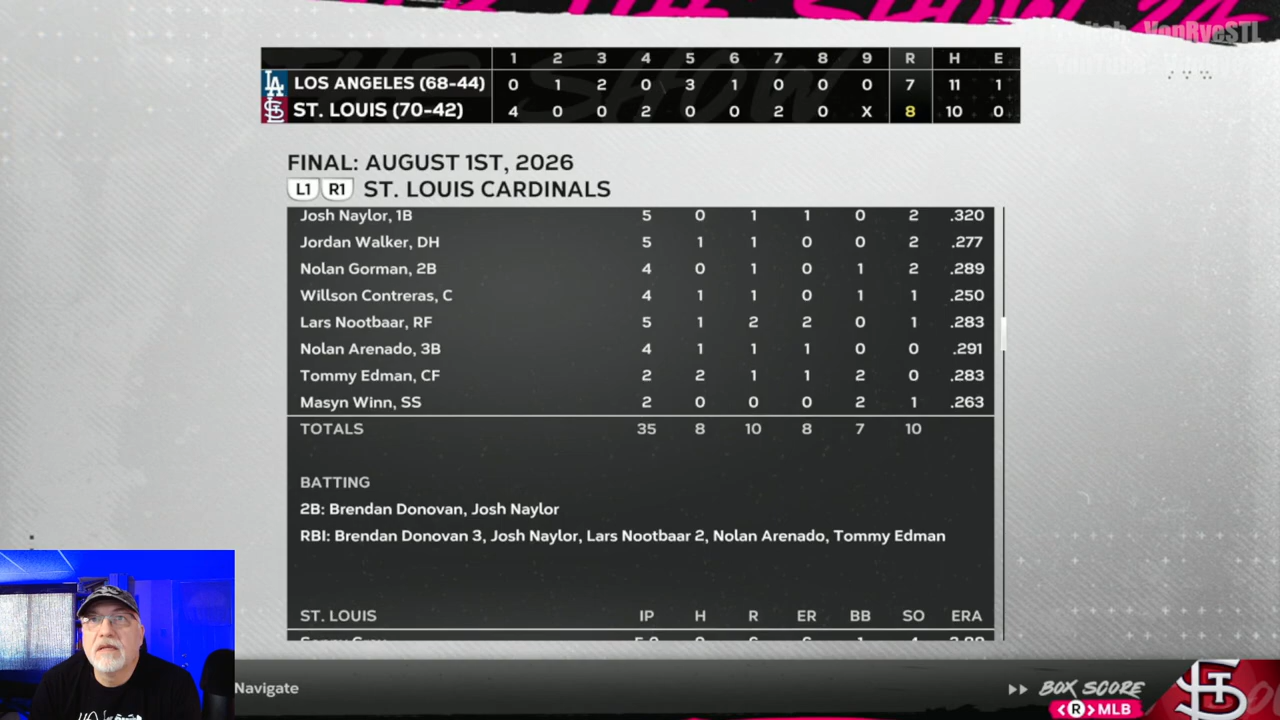 THE SHOW 24
Twitch VonRyeSTL
1 2 3 4 5 6 7 8 9 R H E
LA LOS ANGELES (68-44) 0 1 2 0 3 1 0 0 0 7 11 1
STL ST. LOUIS (70-42) 4 0 0 2 0 0 2 0 X 8 10 0
FINAL: AUGUST 1ST, 2026
L1 R1 ST. LOUIS CARDINALS
Josh Naylor, 1B 5 0 1 1 0 2 .320
Jordan Walker, DH 5 1 1 0 0 2 .277
Nolan Gorman, 2B 4 0 1 0 1 2 .289
Willson Contreras, C 4 1 1 0 1 1 .250
Lars Nootbaar, RF 5 1 2 2 0 1 .283
Nolan Arenado, 3B 4 1 1 1 0 0 .291
Tommy Edman, CF 2 2 1 1 2 0 .283
Masyn Winn, SS 2 0 0 0 2 1 .263
TOTALS 35 8 10 8 7 10
BATTING
2B: Brendan Donovan, Josh Naylor
RBI: Brendan Donovan 3, Josh Naylor, Lars Nootbaar 2, Nolan Arenado, Tommy Edman
ST. LOUIS IP H R ER BB SO ERA
Navigate
BOX SCORE
R MLB
STL